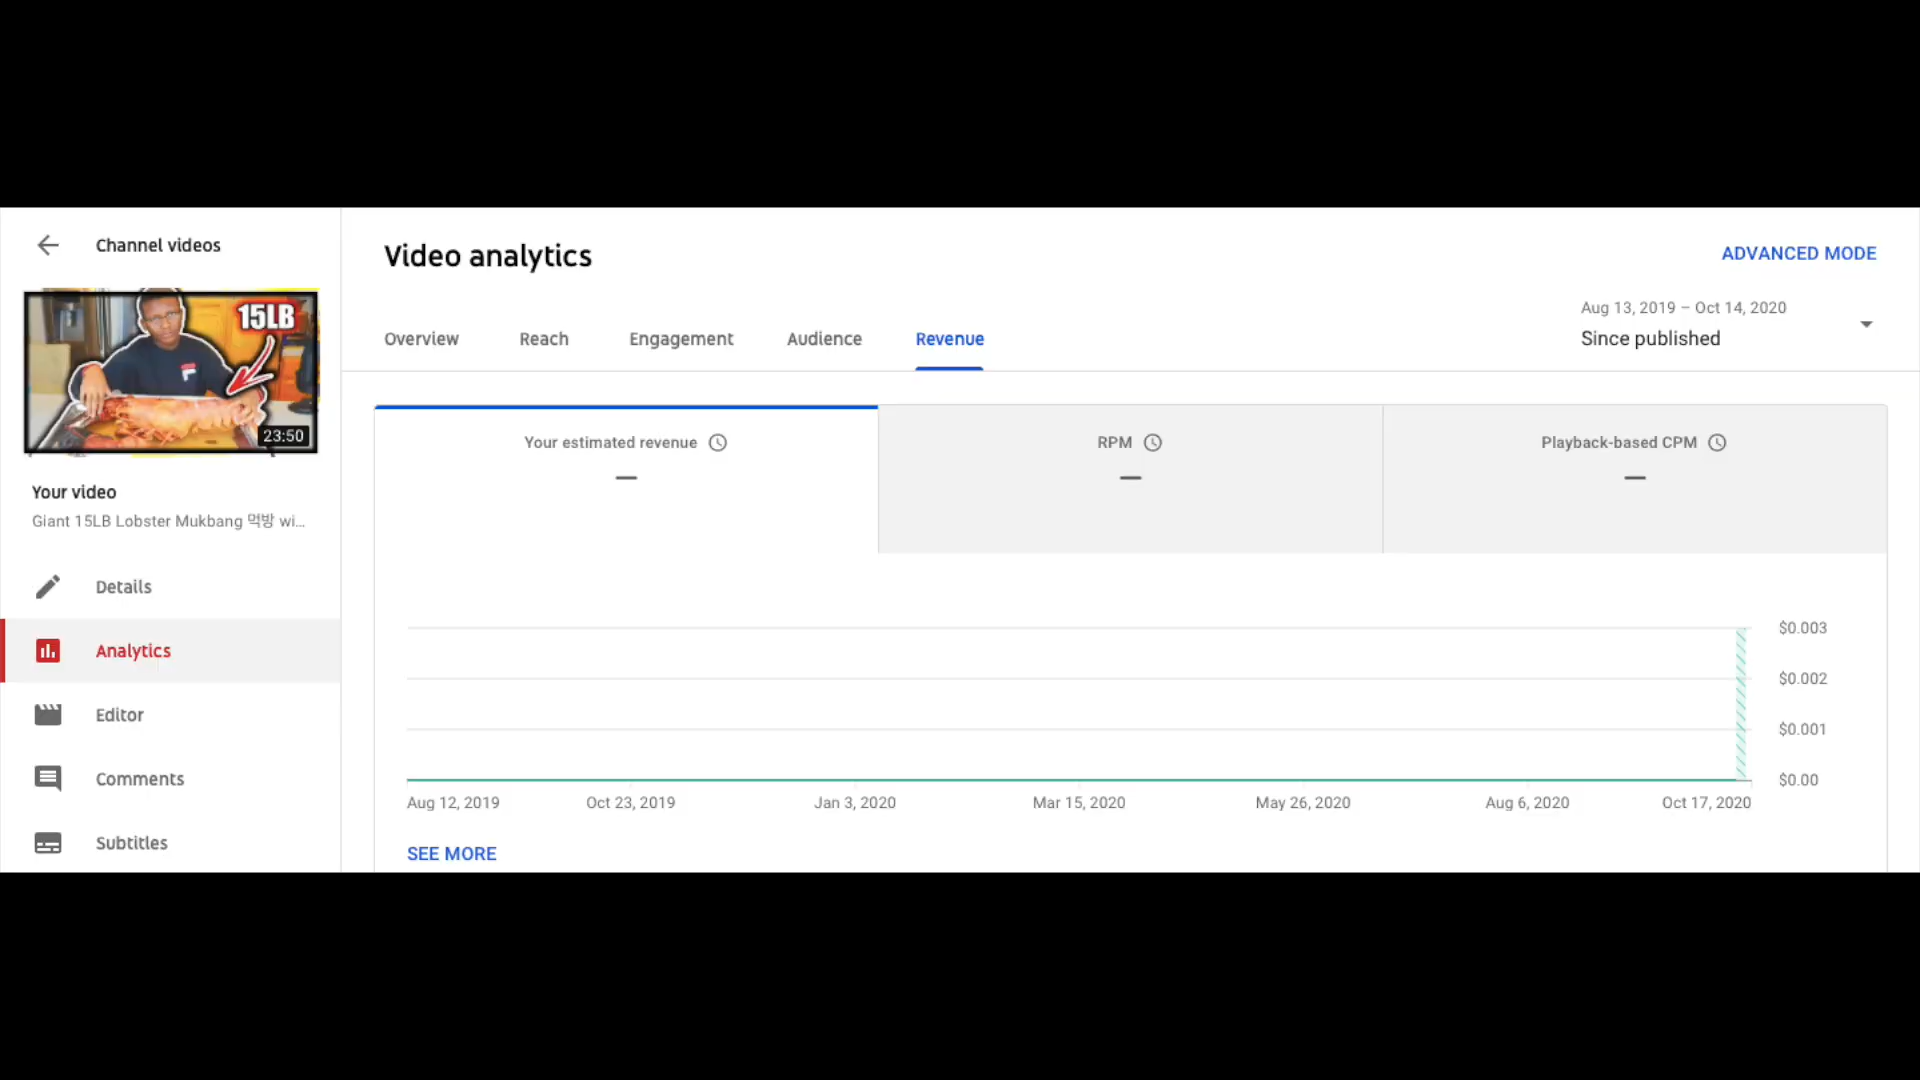 Channel videos
15LB
23:50
Your video
Giant 15LB Lobster Mukbang 먹방 wi...
Details
Analytics
Editor
Comments
Subtitles
Video analytics
ADVANCED MODE
Overview Reach Engagement Audience Revenue
Aug 13, 2019 – Oct 14, 2020
Since published
Your estimated revenue RPM Playback-based CPM
— — —
$0.003
$0.002
$0.001
$0.00
Aug 12, 2019 Oct 23, 2019 Jan 3, 2020 Mar 15, 2020 May 26, 2020 Aug 6, 2020 Oct 17, 2020
SEE MORE